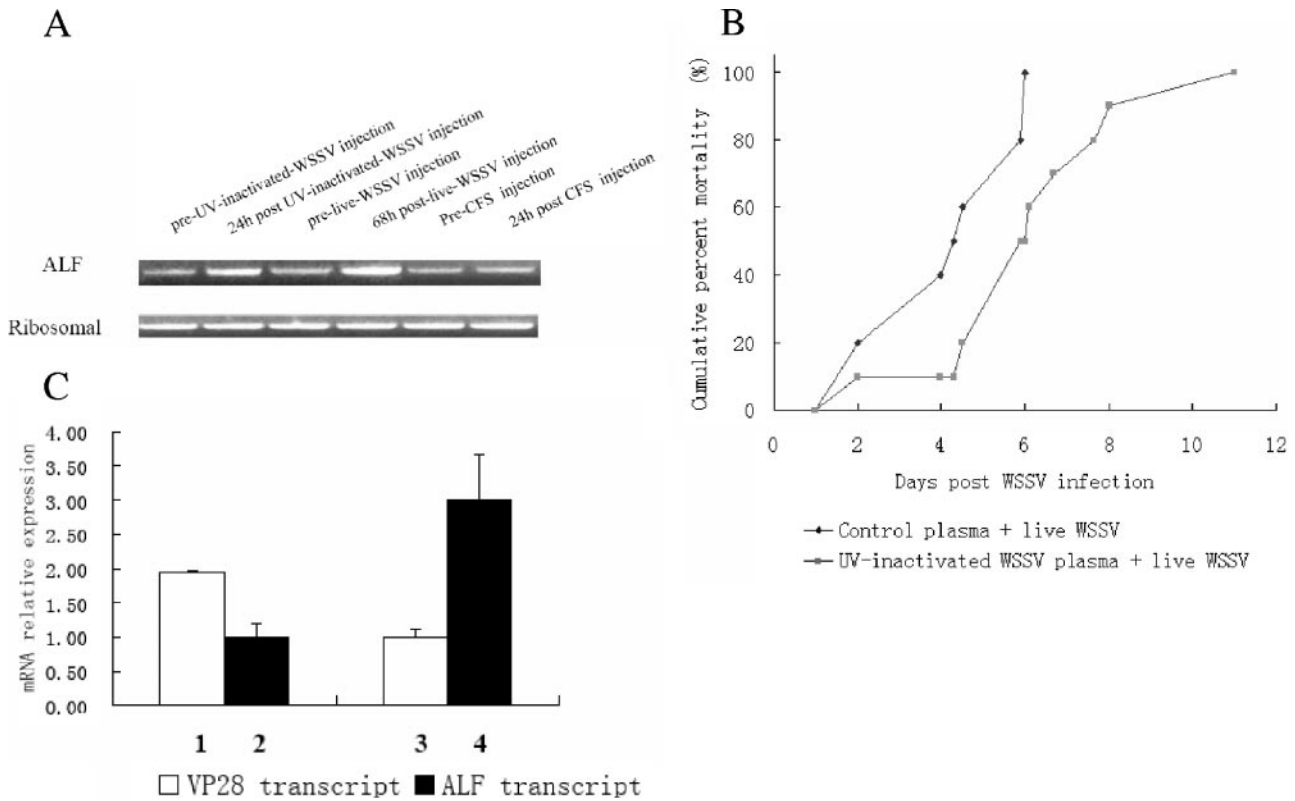 A
pre-UV-inactivated-WSSV injection
24h post UV-inactivated-WSSV injection
pre-live-WSSV injection
68h post-live-WSSV injection
Pre-CFS injection
24h post CFS injection
ALF
Ribosomal
B
Cumulative percent mortality (%)
100
80
60
40
20
0
0 2 4 6 8 10 12
Days post WSSV infection
Control plasma + live WSSV
UV-inactivated WSSV plasma + live WSSV
C
mRNA relative expression
4.00
3.50
3.00
2.50
2.00
1.50
1.00
0.50
0.00
1 2 3 4
VP28 transcript ALF transcript